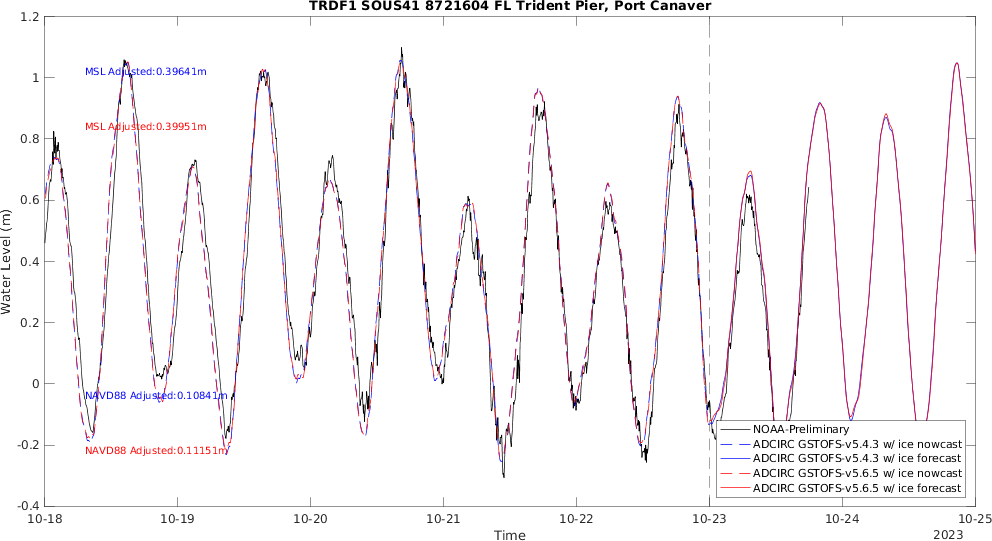 TRDF1 SOUS41 8721604 FL Trident Pier, Port Canaver
1.2
1
0.8
0.6
0.4
0.2
0
-0.2
-0.4
Water Level (m)
MSL Adjusted:0.39641m
MSL Adjusted:0.39951m
NAVD88 Adjusted:0.10841m
NAVD88 Adjusted:0.11151m
NOAA-Preliminary
ADCIRC GSTOFS-v5.4.3 w/ ice nowcast
ADCIRC GSTOFS-v5.4.3 w/ ice forecast
ADCIRC GSTOFS-v5.6.5 w/ ice nowcast
ADCIRC GSTOFS-v5.6.5 w/ ice forecast
10-18 10-19 10-20 10-21 10-22 10-23 10-24 10-25
Time
2023